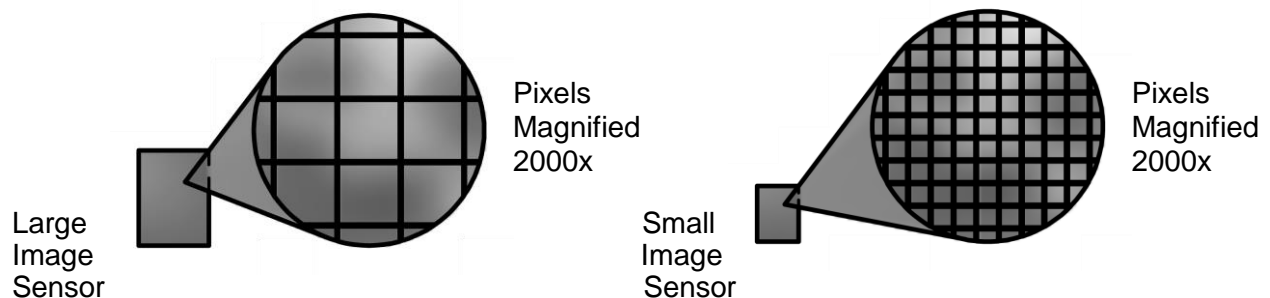 Pixels
Magnified
2000x
Large
Image
Sensor
Pixels
Magnified
2000x
Small
Image
Sensor